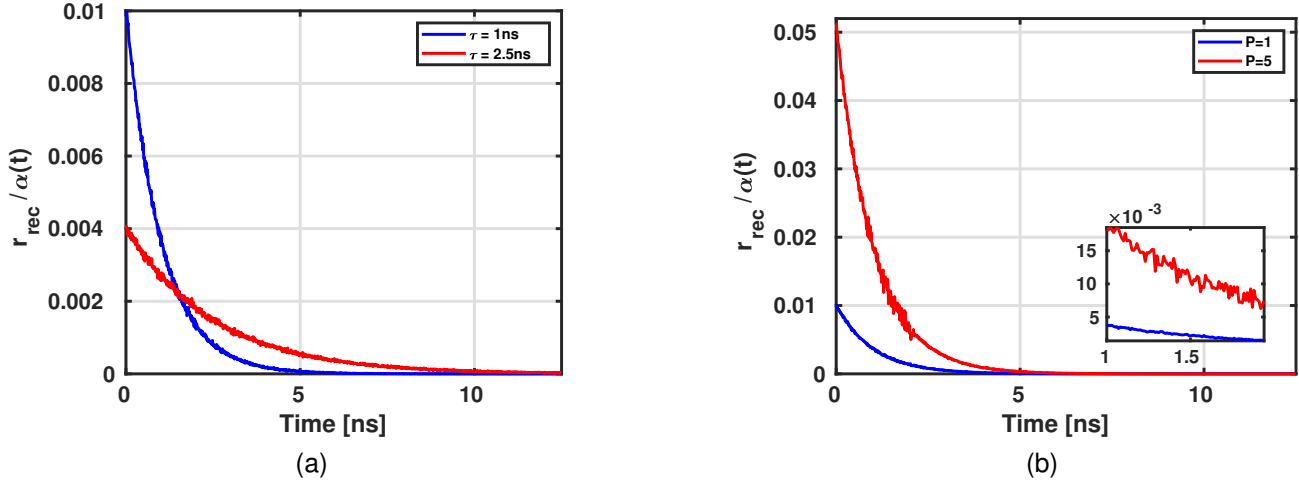 0.01
0.008
0.006
0.004
0.002
0
r_rec / α(t)
0 5 10
Time [ns]
τ = 1ns
τ = 2.5ns
(a)
0.05
0.04
0.03
0.02
0.010
0
r_rec / α(t)
0 5 10
Time [ns]
P=1
P=5
×10 -3
15
10
5
1 1.5
(b)